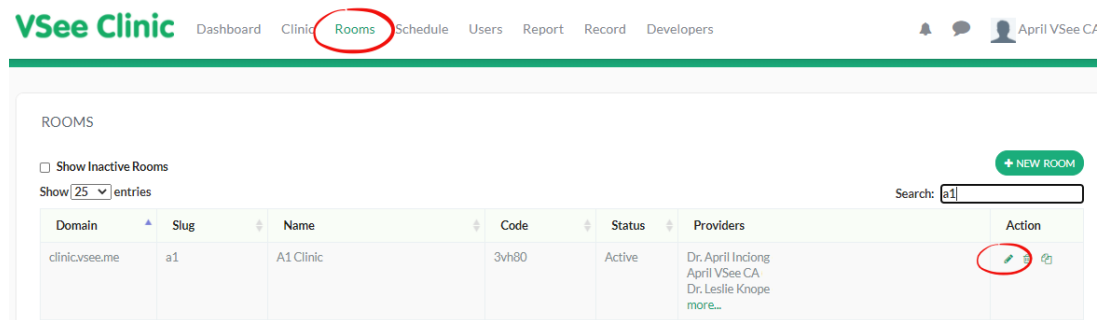 VSee Clinic Dashboard Clinic Rooms Schedule Users Report Record Developers April VSee CA
ROOMS
Show Inactive Rooms
+ NEW ROOM
Show 25 entries
Search: a1
Domain Slug Name Code Status Providers Action
clinic.vsee.me a1 A1 Clinic 3vh80 Active Dr. April Inciong
April VSee CA
Dr. Leslie Knope
more...